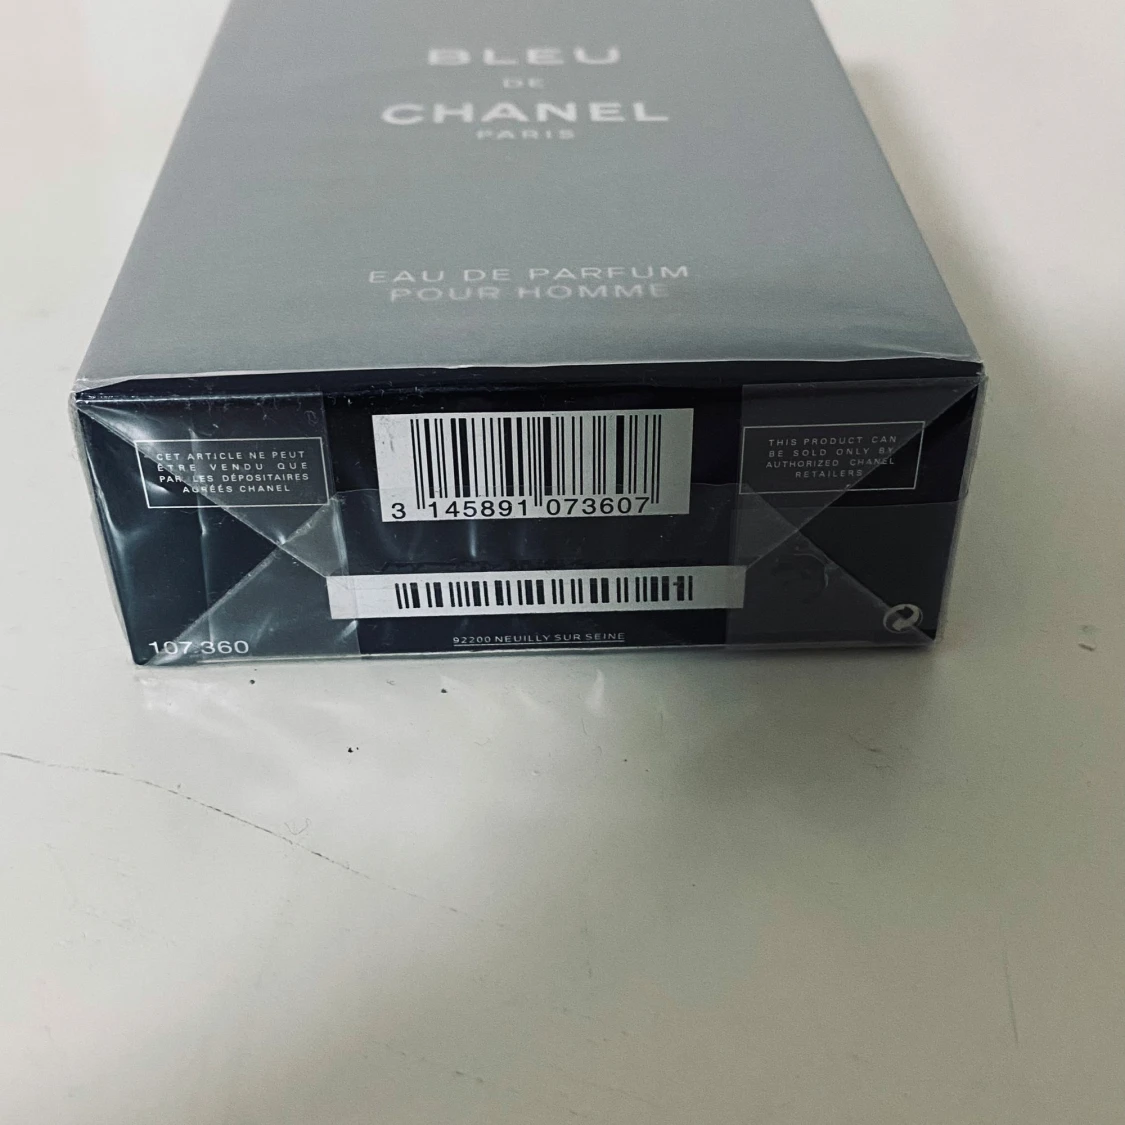 BLEU
DE
CHANEL
PARIS
EAU DE PARFUM
POUR HOMME
CET ARTICLE NE PEUT
ÊTRE VENDU QUE
PAR LES DÉPOSITAIRES
AGRÉÉS CHANEL
3 145891 073607
THIS PRODUCT CAN
BE SOLD ONLY BY
AUTHORIZED CHANEL
RETAILERS
92200 NEUILLY SUR SEINE
107.360